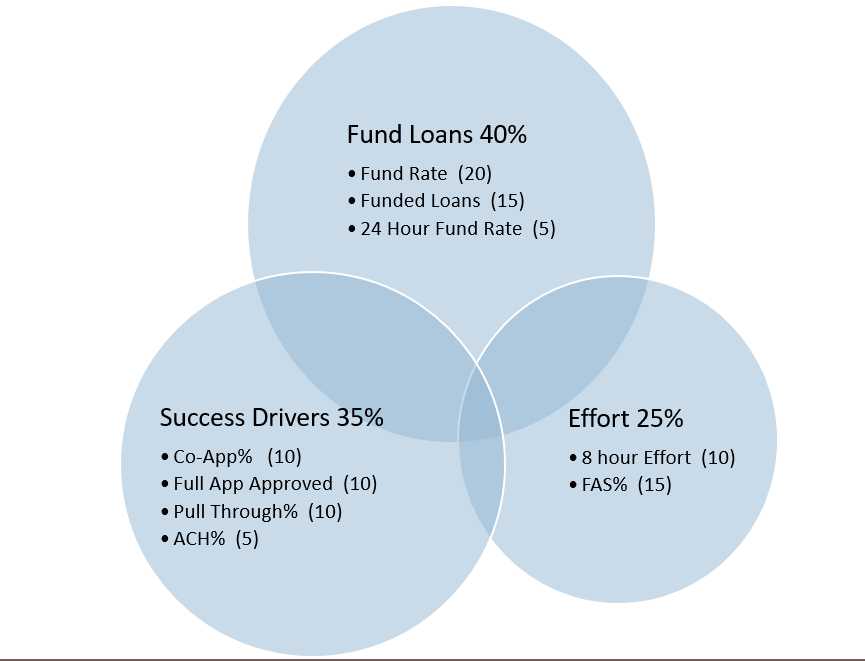 Fund Loans 40%
• Fund Rate (20)
• Funded Loans (15)
• 24 Hour Fund Rate (5)
Success Drivers 35%
• Co-App% (10)
• Full App Approved (10)
• Pull Through% (10)
• ACH% (5)
Effort 25%
• 8 hour Effort (10)
• FAS% (15)